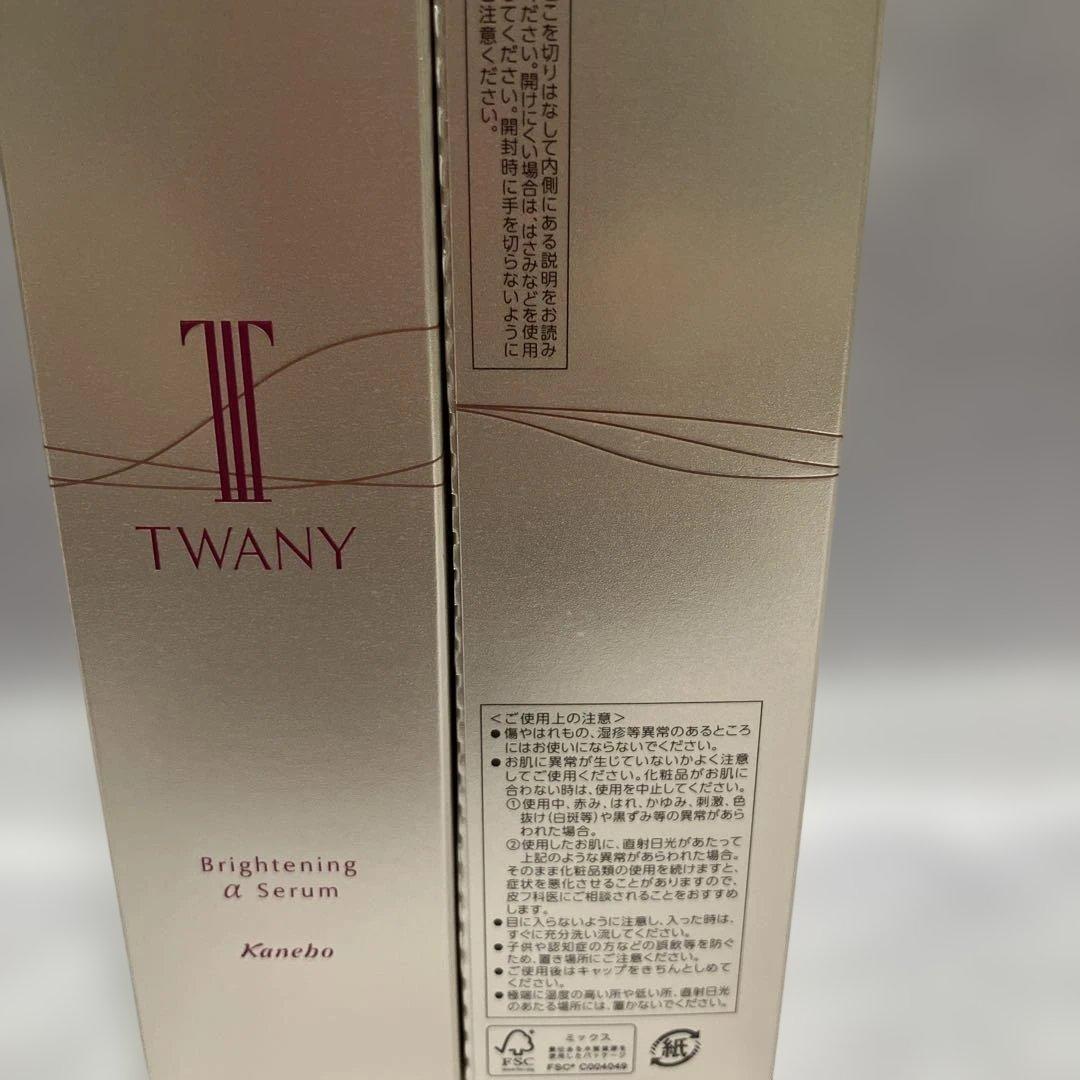 TWANY
Brightening
α Serum
Kanebo
ここを切りはなして内側にある説明をお読み
ください。開けにくい場合は、はさみなどを使用
してください。開封時に手を切らないように
ご注意ください。
＜ご使用上の注意＞
●傷やはれもの、湿疹等異常のあるところ
にはお使いにならないでください。
●お肌に異常が生じていないかよく注意
してご使用ください。化粧品がお肌に
合わない時は、使用を中止してください。
①使用中、赤み、はれ、かゆみ、刺激、色
抜け(白斑等)や黒ずみ等の異常があら
われた場合。
②使用したお肌に、直射日光があたって
上記のような異常があらわれた場合。
そのまま化粧品類の使用を続けますと、
症状を悪化させることがありますので、
皮フ科医にご相談されることをおすすめ
します。
●目に入らないように注意し、入った時は、
すぐに充分洗い流してください。
●子供や認知症の方などの誤飲等を防ぐ
ため、置き場所にご注意ください。
●ご使用後はキャップをきちんとしめて
ください。
●極端に温度の高い所や低い所、直射日光
のあたる場所には、置かないでください。
FSC
ミックス
責任ある木質資源を
使用したパッケージ
FSC® C004049
紙